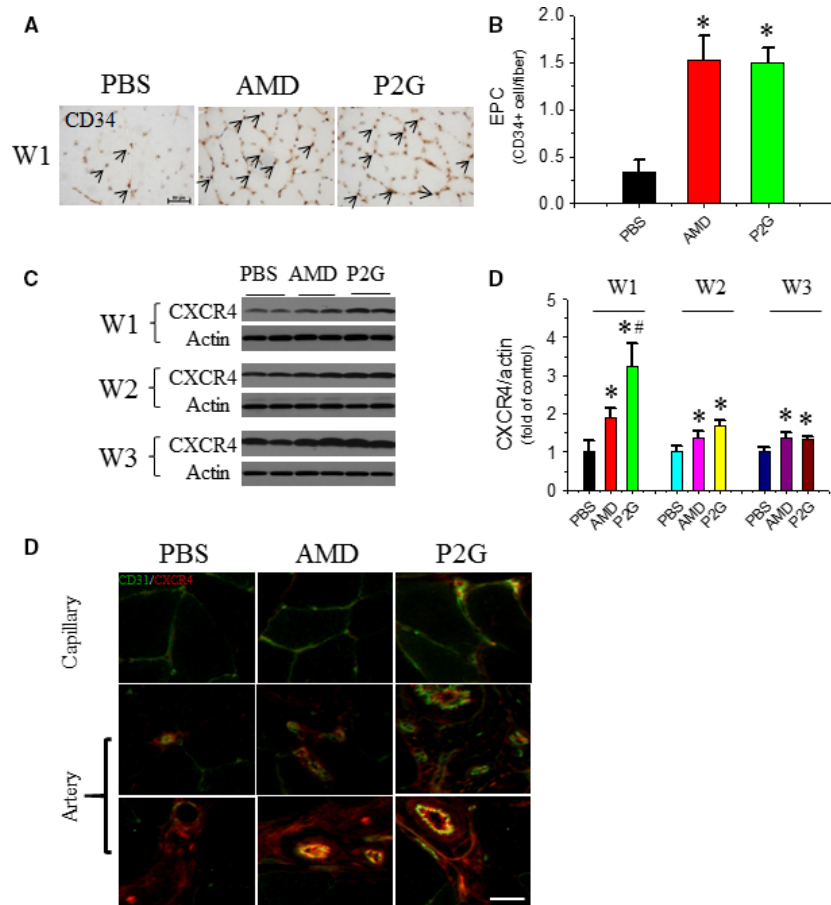 A
PBS AMD P2G
CD34
W1
B
EPC
(CD34+ cell/fiber)
2.0
1.5
1.0
0.5
0.0
* *
PBS AMD P2G
C
PBS AMD P2G
W1 CXCR4
Actin
W2 CXCR4
Actin
W3 CXCR4
Actin
D
W1 W2 W3
CXCR4/actin
(fold of control)
5
4
3
2
1
0
* *# * * * *
PBS AMD P2G PBS AMD P2G PBS AMD P2G
D
PBS AMD P2G
CD31/CXCR4
Capillary
Artery